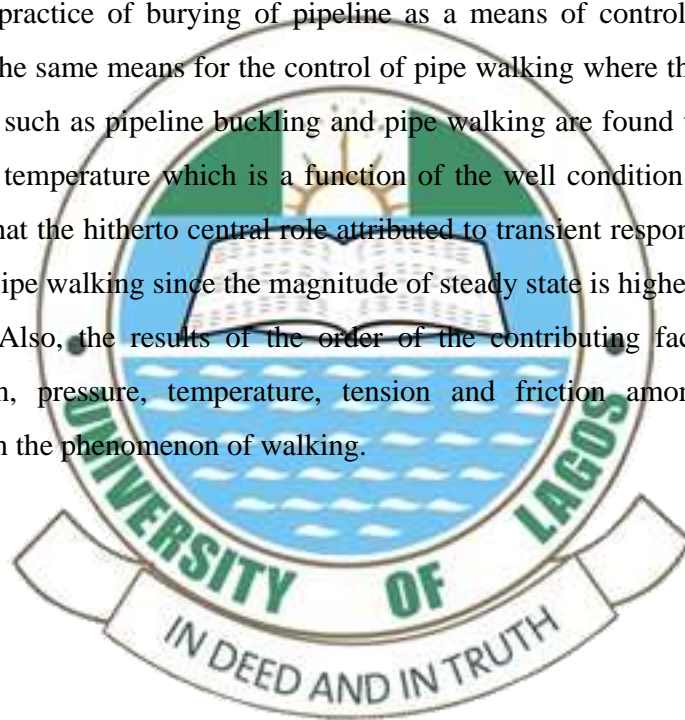 practice of burying of pipeline as a means of control
he same means for the control of pipe walking where th
such as pipeline buckling and pipe walking are found
temperature which is a function of the well condition
hat the hitherto central role attributed to transient respon
ipe walking since the magnitude of steady state is highe
Also, the results of the order of the contributing fac
n, pressure, temperature, tension and friction amon
n the phenomenon of walking.
UNIVERSITY OF LAGOS
IN DEED AND IN TRUTH